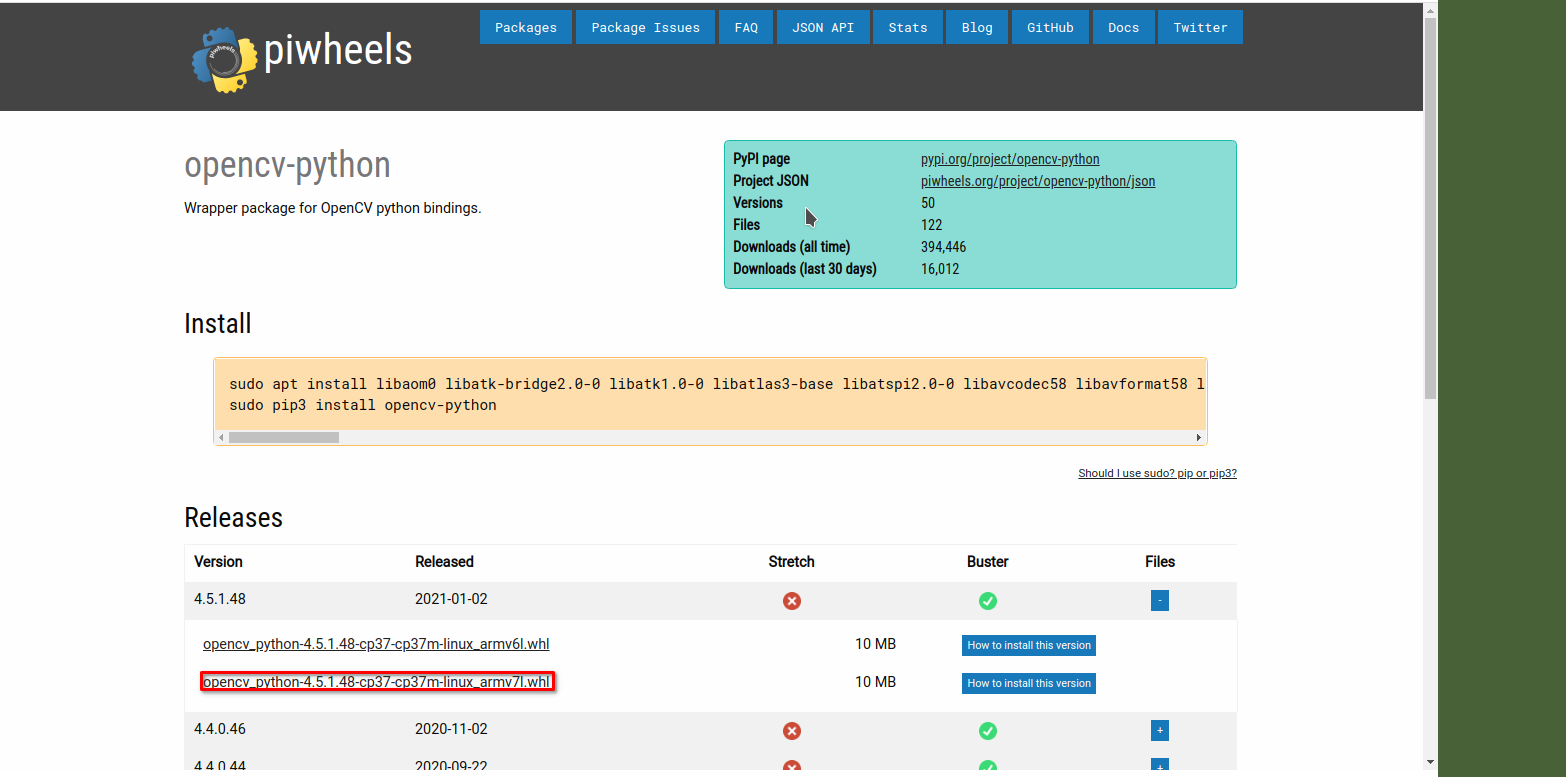 Packages Package Issues FAQ JSON API Stats Blog GitHub Docs Twitter
piwheels
piwheels
opencv-python
Wrapper package for OpenCV python bindings.
PyPI page pypi.org/project/opencv-python
Project JSON piwheels.org/project/opencv-python/json
Versions 50
Files 122
Downloads (all time) 394,446
Downloads (last 30 days) 16,012
Install
sudo apt install libaom0 libatk-bridge2.0-0 libatk1.0-0 libatlas3-base libatspi2.0-0 libavcodec58 libavformat58 l
sudo pip3 install opencv-python
Should I use sudo? pip or pip3?
Releases
Version Released Stretch Buster Files
4.5.1.48 2021-01-02 -
opencv_python-4.5.1.48-cp37-cp37m-linux_armv6l.whl 10 MB How to install this version
opencv_python-4.5.1.48-cp37-cp37m-linux_armv7l.whl 10 MB How to install this version
4.4.0.46 2020-11-02 +
4.4.0.44 2020-09-22 +